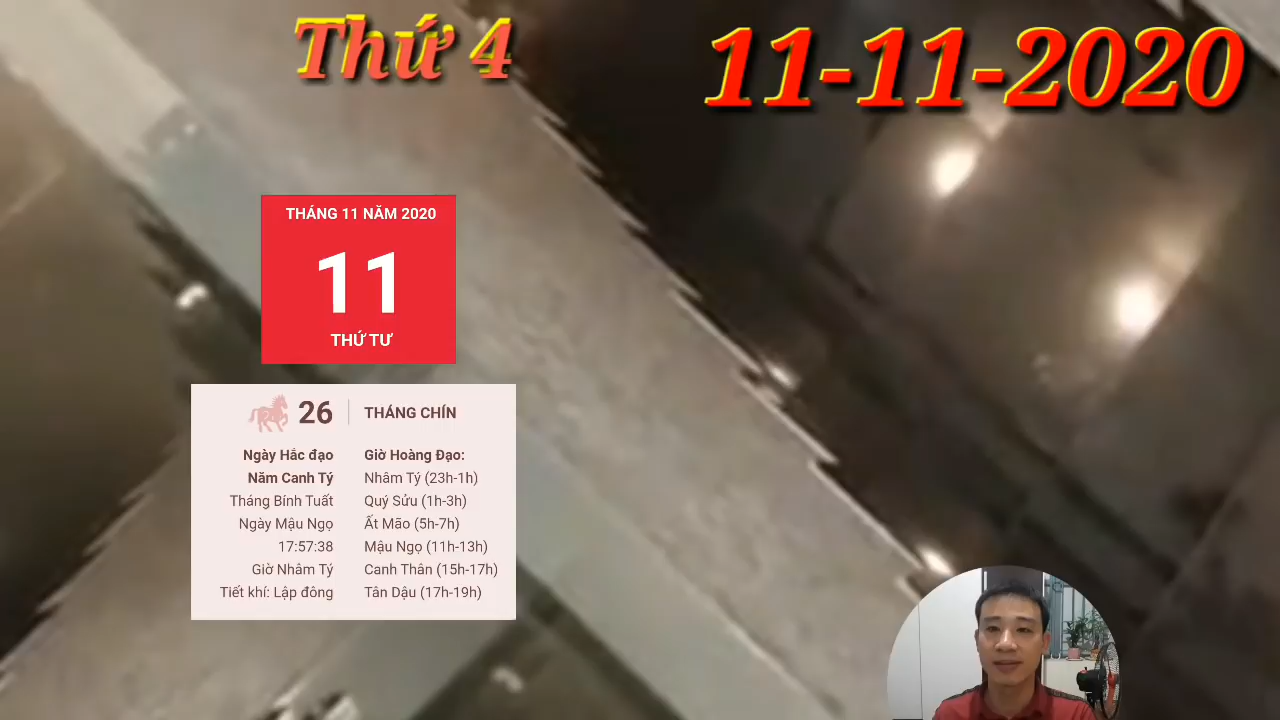 Thứ 4
11-11-2020
THÁNG 11 NĂM 2020
11
THỨ TƯ
26
THÁNG CHÍN
Ngày Hắc đạo
Năm Canh Tý
Tháng Bính Tuất
Ngày Mậu Ngọ
17:57:38
Giờ Nhâm Tý
Tiết khí: Lập đông
Giờ Hoàng Đạo:
Nhâm Tý (23h-1h)
Quý Sửu (1h-3h)
Ất Mão (5h-7h)
Mậu Ngọ (11h-13h)
Canh Thân (15h-17h)
Tân Dậu (17h-19h)